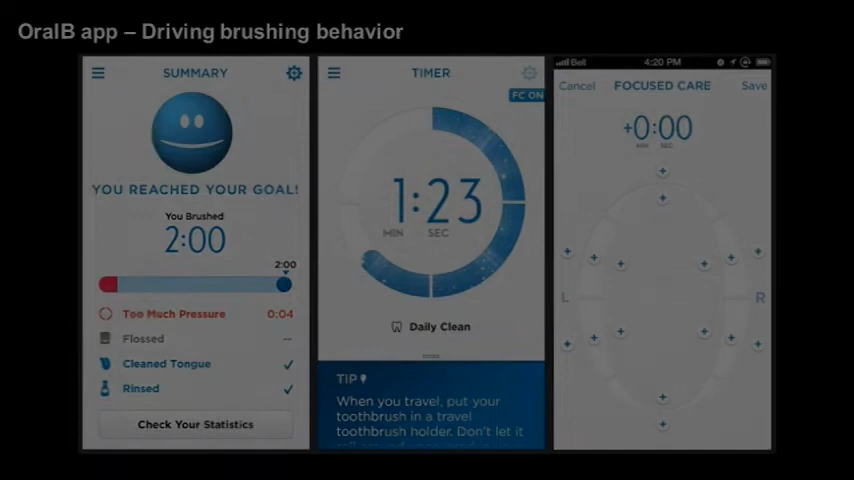 OralB app – Driving brushing behavior
SUMMARY
YOU REACHED YOUR GOAL!
You Brushed
2:00
2:00
Too Much Pressure 0:04
Flossed --
Cleaned Tongue
Rinsed
Check Your Statistics
TIMER
FC ON
1:23
MIN SEC
Daily Clean
TIP
When you travel, put your
toothbrush in a travel
toothbrush holder. Don't let it
Bell 4:20 PM
Cancel FOCUSED CARE Save
+0:00
MIN SEC
L R